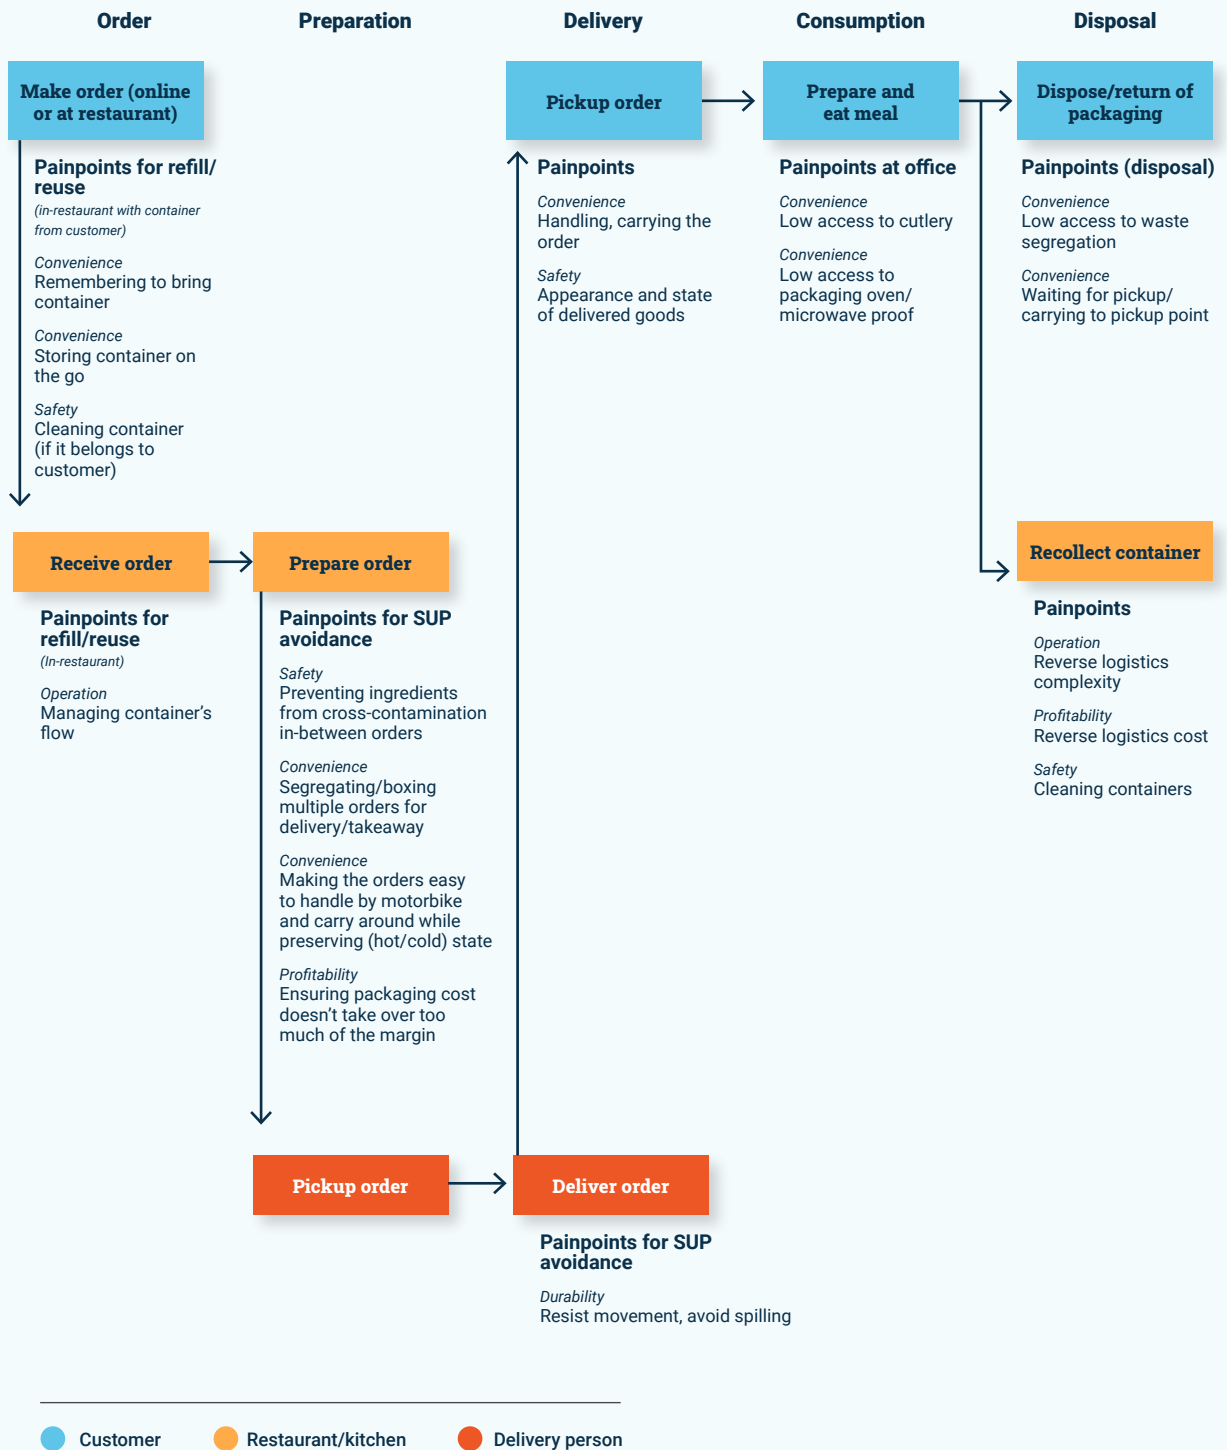 Order
Preparation
Delivery
Consumption
Disposal
Make order (online
or at restaurant)
Painpoints for refill/
reuse
(in-restaurant with container
from customer)
Convenience
Remembering to bring
container
Convenience
Storing container on
the go
Safety
Cleaning container
(if it belongs to
customer)
Pickup order
Painpoints
Convenience
Handling, carrying the
order
Safety
Appearance and state
of delivered goods
Prepare and
eat meal
Painpoints at office
Convenience
Low access to cutlery
Convenience
Low access to
packaging oven/
microwave proof
Dispose/return of
packaging
Painpoints (disposal)
Convenience
Low access to waste
segregation
Convenience
Waiting for pickup/
carrying to pickup point
Receive order
Painpoints for
refill/reuse
(In-restaurant)
Operation
Managing container’s
flow
Prepare order
Painpoints for SUP
avoidance
Safety
Preventing ingredients
from cross-contamination
in-between orders
Convenience
Segregating/boxing
multiple orders for
delivery/takeaway
Convenience
Making the orders easy
to handle by motorbike
and carry around while
preserving (hot/cold) state
Profitability
Ensuring packaging cost
doesn’t take over too
much of the margin
Recollect container
Painpoints
Operation
Reverse logistics
complexity
Profitability
Reverse logistics cost
Safety
Cleaning containers
Pickup order
Deliver order
Painpoints for SUP
avoidance
Durability
Resist movement, avoid spilling
Customer
Restaurant/kitchen
Delivery person